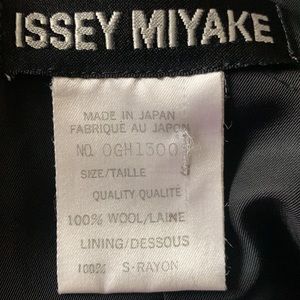 ISSEY MIYAKE
MADE IN JAPAN
FABRIQUE AU JAPON
NO. OGH1300
SIZE/TAILLE
QUALITY QUALITE
100% WOOL/LAINE
LINING/DESSOUS
100% S·RAYON